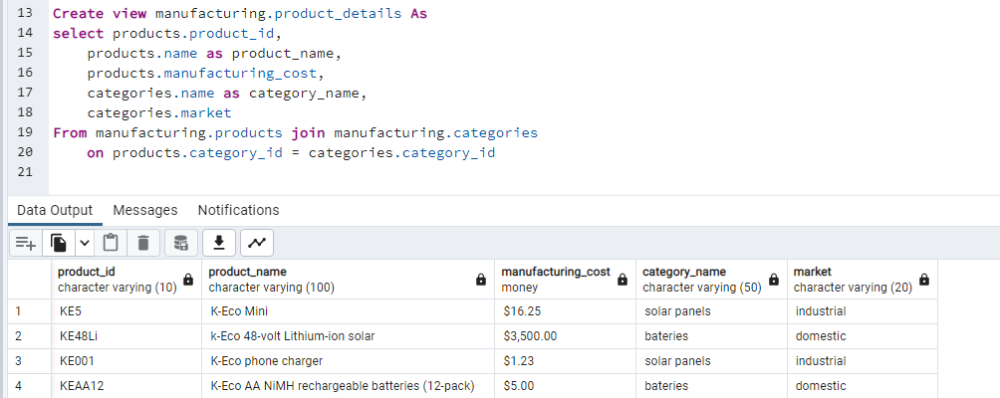 13 Create view manufacturing.product_details As
14 select products.product_id,
15 products.name as product_name,
16 products.manufacturing_cost,
17 categories.name as category_name,
18 categories.market
19 From manufacturing.products join manufacturing.categories
20 on products.category_id = categories.category_id
21
Data Output Messages Notifications
product_id product_name manufacturing_cost category_name market
character varying (10) character varying (100) money character varying (50) character varying (20)
1 KE5 K-Eco Mini $16.25 solar panels industrial
2 KE48Li k-Eco 48-volt Lithium-ion solar $3,500.00 bateries domestic
3 KE001 K-Eco phone charger $1.23 solar panels industrial
4 KEAA12 K-Eco AA NiMH rechargeable batteries (12-pack) $5.00 bateries domestic